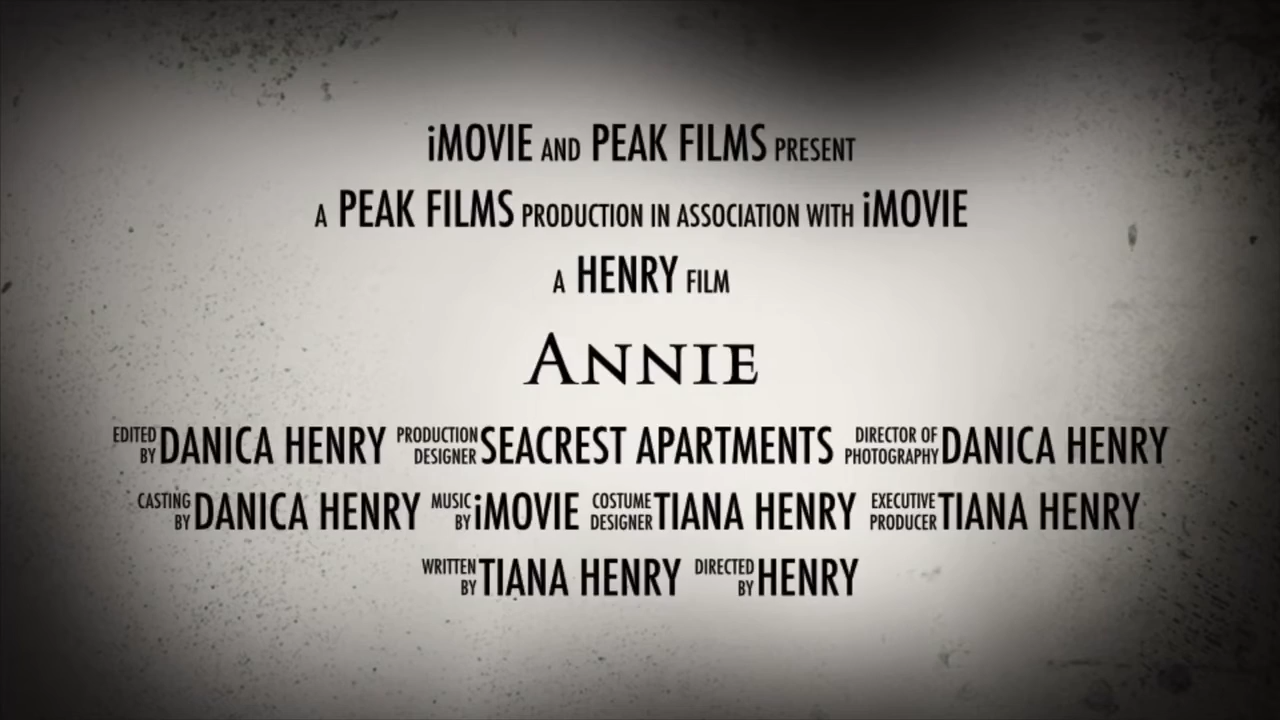 iMOVIE AND PEAK FILMS PRESENT
A PEAK FILMS PRODUCTION IN ASSOCIATION WITH iMOVIE
A HENRY FILM
ANNIE
EDITED BY DANICA HENRY PRODUCTION DESIGNER SEACREST APARTMENTS DIRECTOR OF PHOTOGRAPHY DANICA HENRY
CASTING BY DANICA HENRY MUSIC BY iMOVIE COSTUME DESIGNER TIANA HENRY EXECUTIVE PRODUCER TIANA HENRY
WRITTEN BY TIANA HENRY DIRECTED BY HENRY